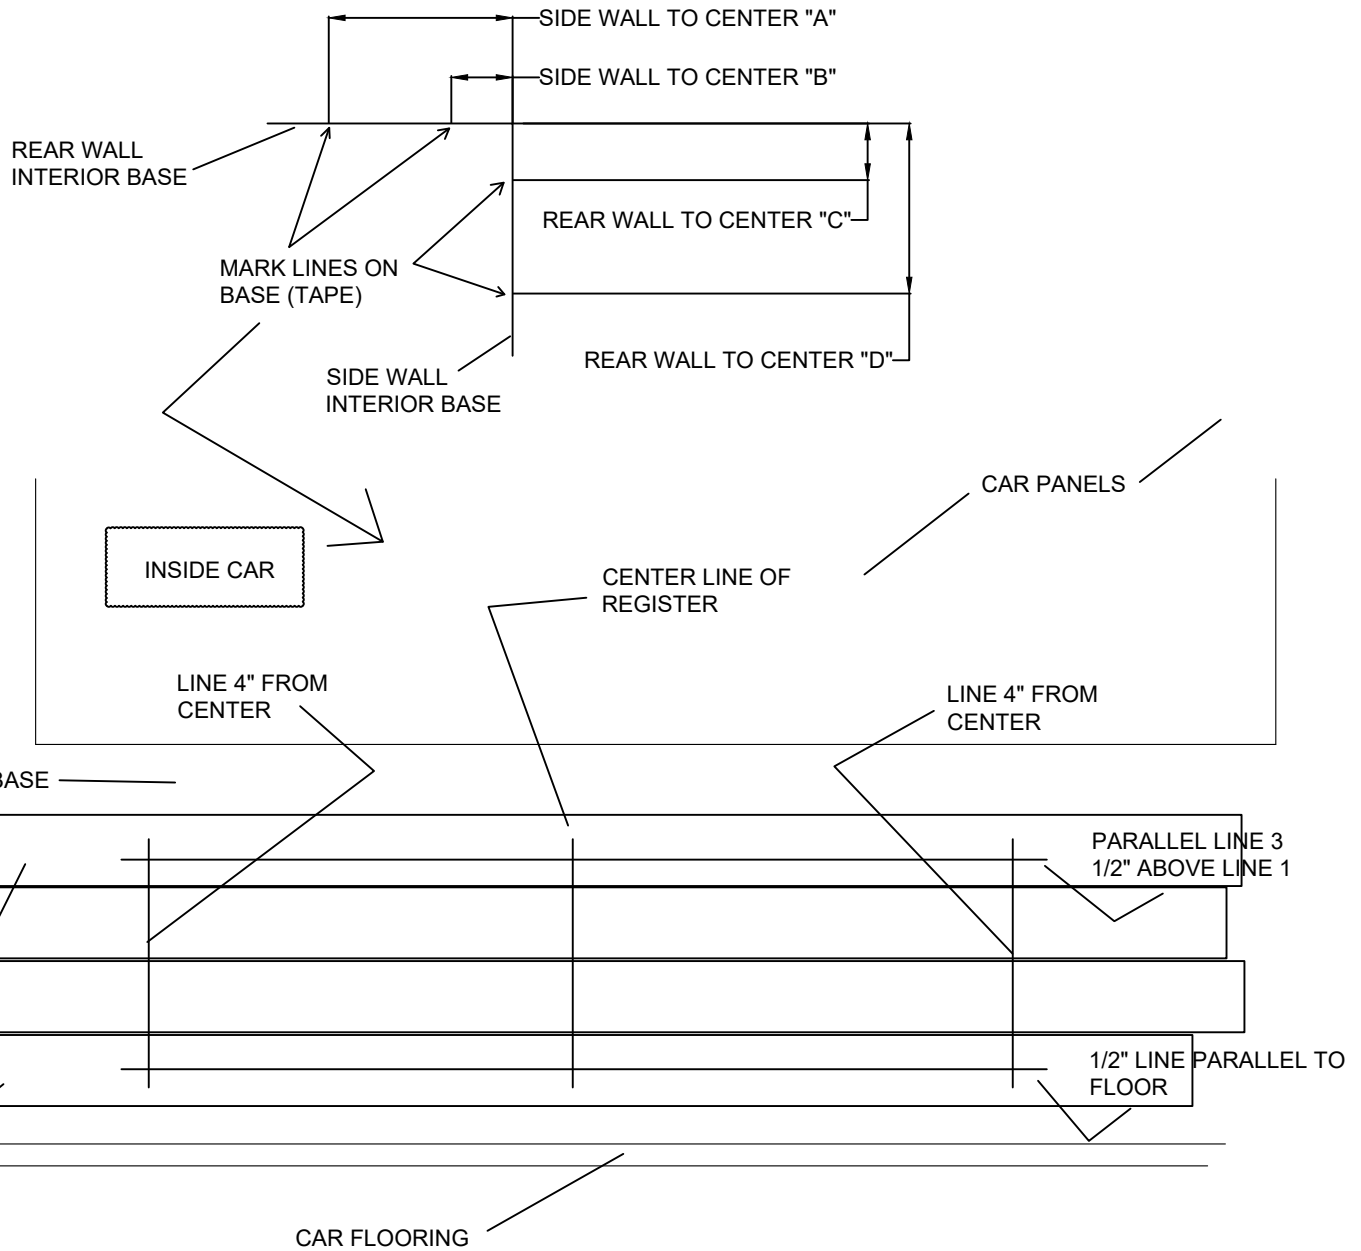 SIDE WALL TO CENTER "A"
SIDE WALL TO CENTER "B"
REAR WALL
INTERIOR BASE
REAR WALL TO CENTER "C"
MARK LINES ON
BASE (TAPE)
REAR WALL TO CENTER "D"
SIDE WALL
INTERIOR BASE
CAR PANELS
INSIDE CAR
CENTER LINE OF
REGISTER
LINE 4" FROM
CENTER
LINE 4" FROM
CENTER
BASE
PARALLEL LINE 3
1/2" ABOVE LINE 1
1/2" LINE PARALLEL TO
FLOOR
CAR FLOORING